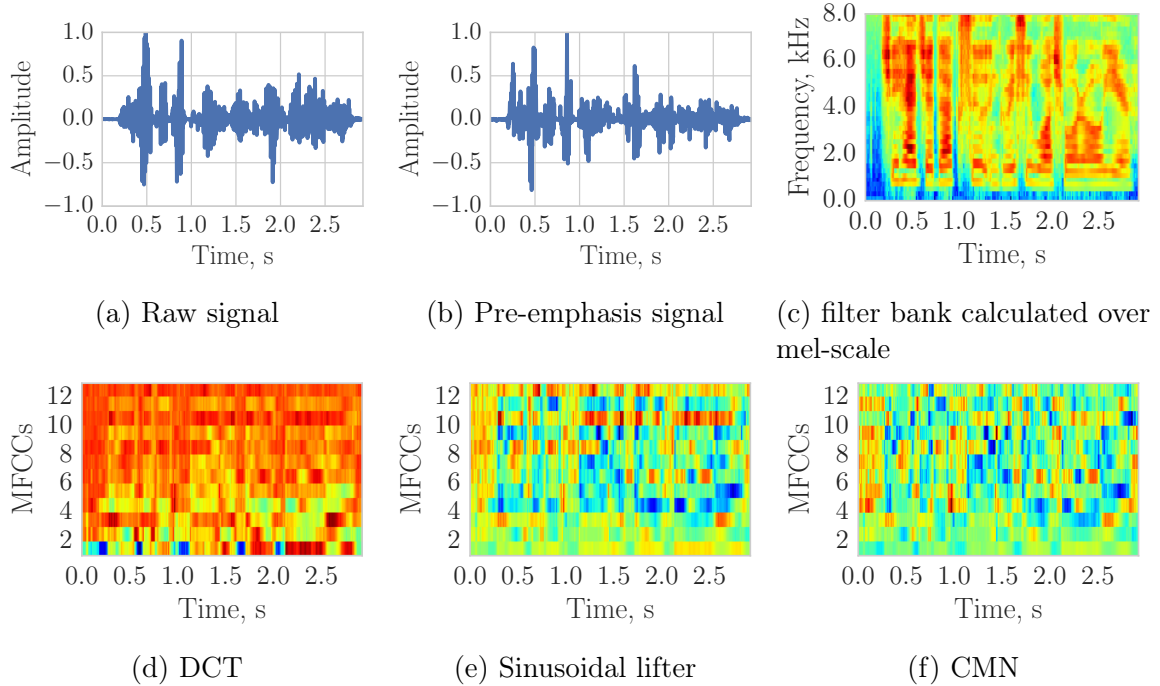 1.0
0.5
0.0
−0.5
−1.0
Amplitude
0.0 0.5 1.0 1.5 2.0 2.5
Time, s
(a) Raw signal
1.0
0.5
0.0
−0.5
−1.0
Amplitude
0.0 0.5 1.0 1.5 2.0 2.5
Time, s
(b) Pre-emphasis signal
8.0
6.0
4.0
2.0
0.0
Frequency, kHz
0.0 0.5 1.0 1.5 2.0 2.5
Time, s
(c) filter bank calculated over
mel-scale
12
10
8
6
4
2
MFCCs
0.0 0.5 1.0 1.5 2.0 2.5
Time, s
(d) DCT
12
10
8
6
4
2
MFCCs
0.0 0.5 1.0 1.5 2.0 2.5
Time, s
(e) Sinusoidal lifter
12
10
8
6
4
2
MFCCs
0.0 0.5 1.0 1.5 2.0 2.5
Time, s
(f) CMN